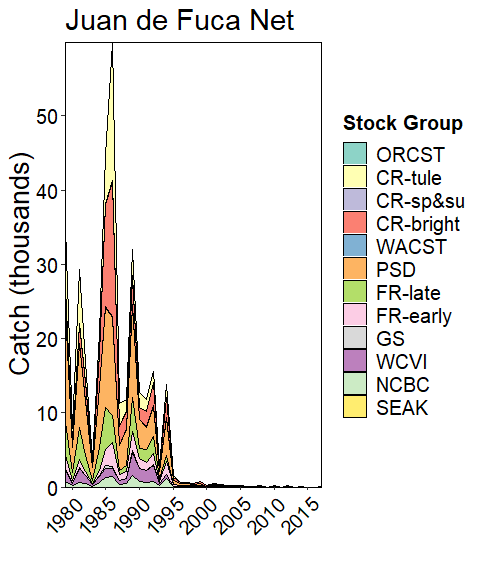 Juan de Fuca Net
Catch (thousands)
50
40
30
20
10
0
1980 1985 1990 1995 2000 2005 2010 2015
Stock Group
ORCST
CR-tule
CR-sp&su
CR-bright
WACST
PSD
FR-late
FR-early
GS
WCVI
NCBC
SEAK